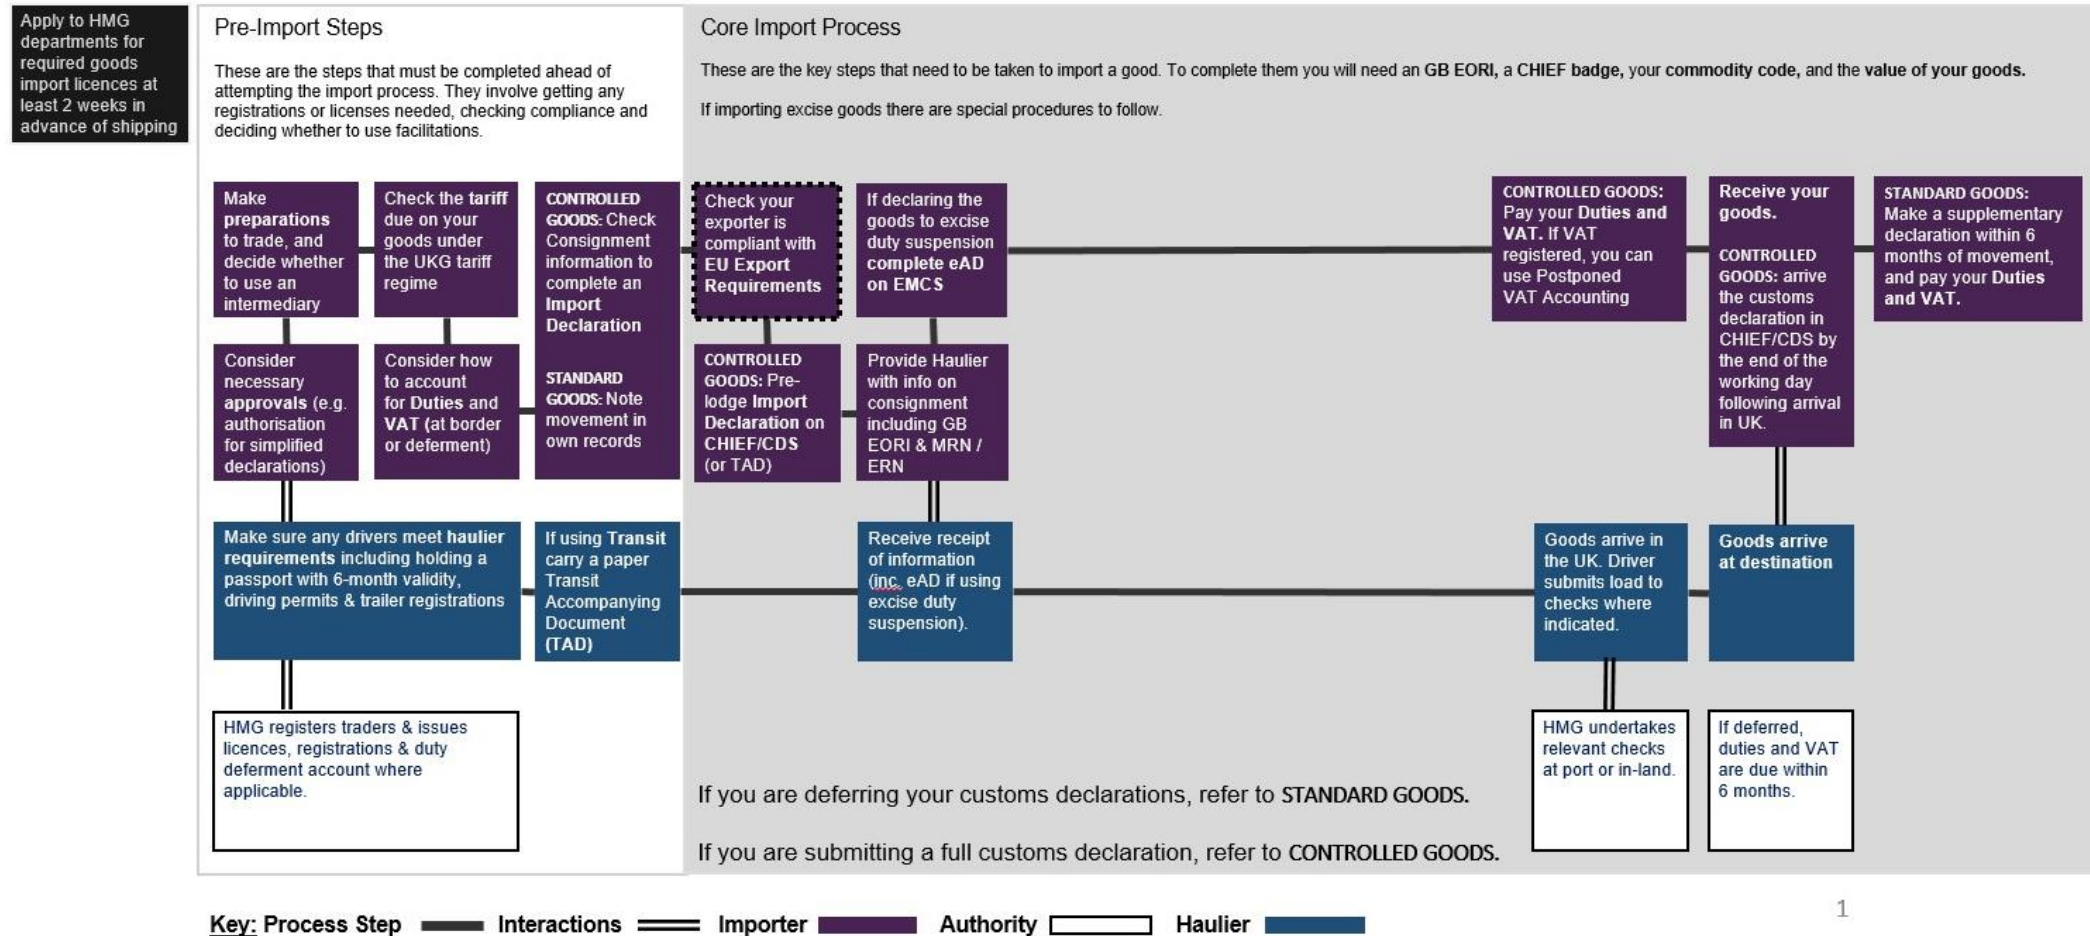 Apply to HMG
departments for
required goods
import licences at
least 2 weeks in
advance of shipping
Pre-Import Steps
These are the steps that must be completed ahead of
attempting the import process. They involve getting any
registrations or licenses needed, checking compliance and
deciding whether to use facilitations.
Core Import Process
These are the key steps that need to be taken to import a good. To complete them you will need an GB EORI, a CHIEF badge, your commodity code, and the value of your goods.
If importing excise goods there are special procedures to follow.
Make
preparations
to trade, and
decide whether
to use an
intermediary
Check the tariff
due on your
goods under
the UKG tariff
regime
CONTROLLED
GOODS: Check
Consignment
information to
complete an
Import
Declaration
STANDARD
GOODS: Note
movement in
own records
Consider
necessary
approvals (e.g.
authorisation
for simplified
declarations)
Consider how
to account
for Duties and
VAT (at border
or deferment)
Check your
exporter is
compliant with
EU Export
Requirements
If declaring the
goods to excise
duty suspension
complete eAD
on EMCS
CONTROLLED
GOODS: Pre-
lodge Import
Declaration on
CHIEF/CDS
(or TAD)
Provide Haulier
with info on
consignment
including GB
EORI & MRN /
ERN
CONTROLLED GOODS:
Pay your Duties and
VAT. If VAT
registered, you can
use Postponed
VAT Accounting
Receive your
goods.
CONTROLLED
GOODS: arrive
the customs
declaration in
CHIEF/CDS by
the end of the
working day
following arrival
in UK.
STANDARD GOODS:
Make a supplementary
declaration within 6
months of movement,
and pay your Duties
and VAT.
Make sure any drivers meet haulier
requirements including holding a
passport with 6-month validity,
driving permits & trailer registrations
If using Transit
carry a paper
Transit
Accompanying
Document
(TAD)
Receive receipt
of information
(inc. eAD if using
excise duty
suspension).
Goods arrive in
the UK. Driver
submits load to
checks where
indicated.
Goods arrive
at destination
HMG registers traders & issues
licences, registrations & duty
deferment account where
applicable.
HMG undertakes
relevant checks
at port or in-land.
If deferred,
duties and VAT
are due within
6 months.
If you are deferring your customs declarations, refer to STANDARD GOODS.
If you are submitting a full customs declaration, refer to CONTROLLED GOODS.
Key: Process Step Interactions Importer Authority Haulier
1